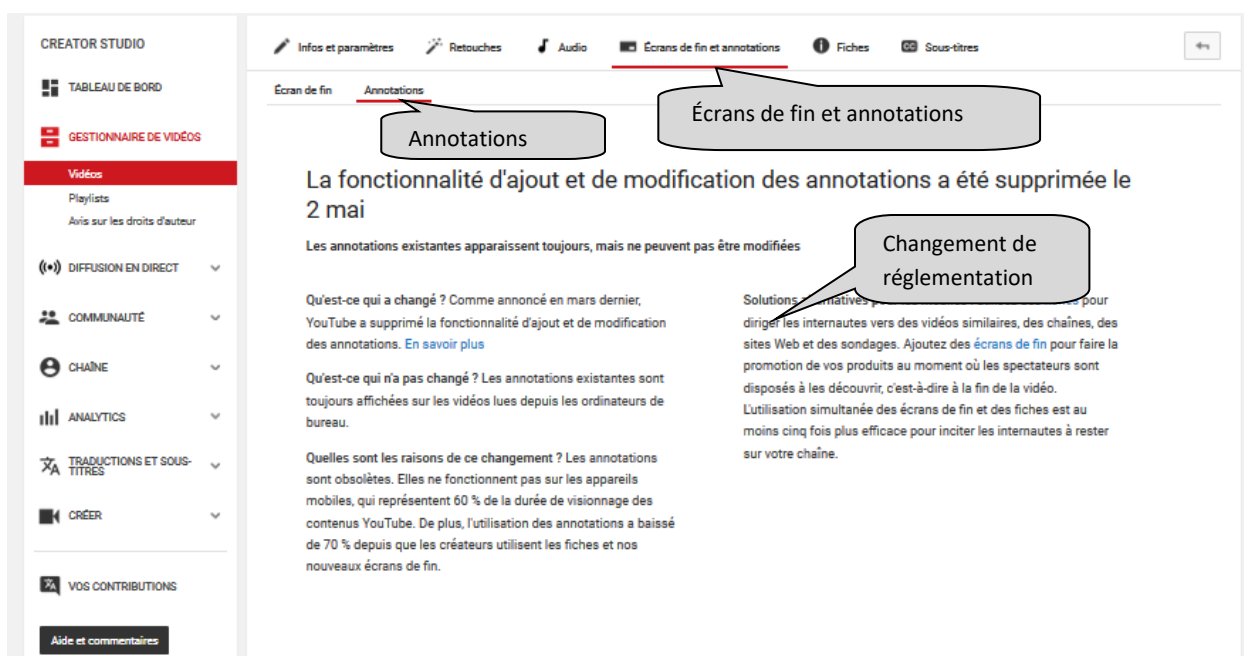 CREATOR STUDIO
TABLEAU DE BORD
GESTIONNAIRE DE VIDÉOS
Vidéos
Playlists
Avis sur les droits d'auteur
DIFFUSION EN DIRECT
COMMUNAUTÉ
CHAÎNE
ANALYTICS
TRADUCTIONS ET SOUS-
TITRES
CRÉER
VOS CONTRIBUTIONS
Aide et commentaires
Infos et paramètres Retouches Audio Écrans de fin et annotations Fiches CC Sous-titres
Écran de fin Annotations
Écrans de fin et annotations
Annotations
La fonctionnalité d'ajout et de modification des annotations a été supprimée le
2 mai
Les annotations existantes apparaissent toujours, mais ne peuvent pas être modifiées
Changement de
réglementation
Qu'est-ce qui a changé ? Comme annoncé en mars dernier,
YouTube a supprimé la fonctionnalité d'ajout et de modification
des annotations. En savoir plus
Qu'est-ce qui n'a pas changé ? Les annotations existantes sont
toujours affichées sur les vidéos lues depuis les ordinateurs de
bureau.
Quelles sont les raisons de ce changement ? Les annotations
sont obsolètes. Elles ne fonctionnent pas sur les appareils
mobiles, qui représentent 60 % de la durée de visionnage des
contenus YouTube. De plus, l'utilisation des annotations a baissé
de 70 % depuis que les créateurs utilisent les fiches et nos
nouveaux écrans de fin.
Solutions pour
diriger les internautes vers des vidéos similaires, des chaînes, des
sites Web et des sondages. Ajoutez des écrans de fin pour faire la
promotion de vos produits au moment où les spectateurs sont
disposés à les découvrir, c'est-à-dire à la fin de la vidéo.
L'utilisation simultanée des écrans de fin et des fiches est au
moins cinq fois plus efficace pour inciter les internautes à rester
sur votre chaîne.